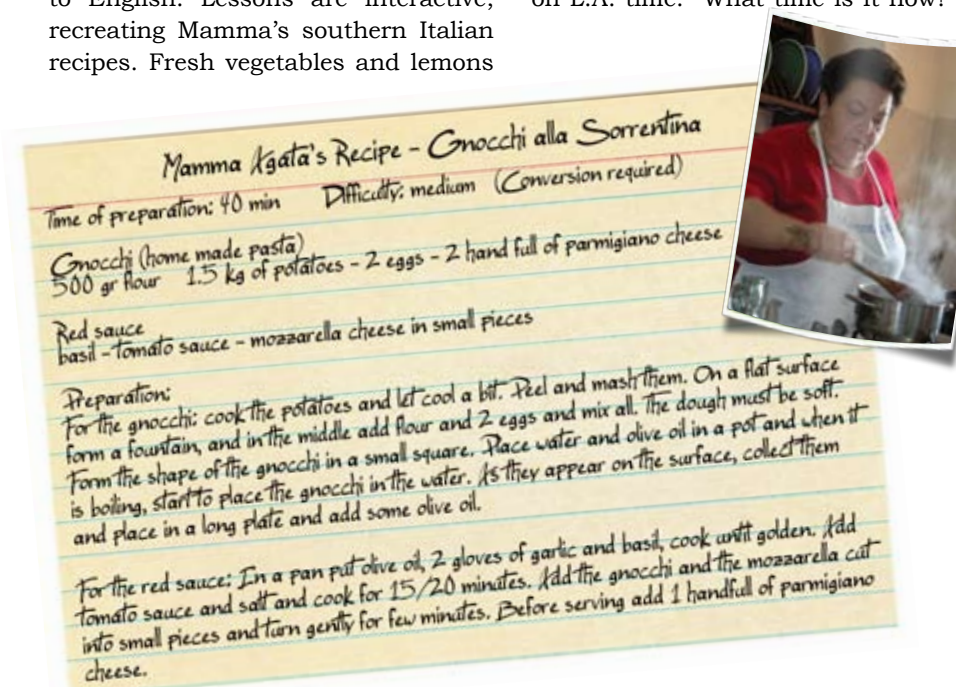 to English. Lessons are interactive,
recreating Mamma's southern Italian
recipes. Fresh vegetables and lemons
on L.A. time. "What time is it now?
Mamma Agata's Recipe - Gnocchi alla Sorrentina
Time of preparation: 40 min Difficulty: medium (Conversion required)
Gnocchi (home made pasta)
500 gr flour 1.5 kg of potatoes - 2 eggs - 2 hand full of parmigiano cheese
Red sauce
basil - tomato sauce - mozzarella cheese in small pieces
Preparation:
For the gnocchi: cook the potatoes and let cool a bit. Peel and mash them. On a flat surface
form a fountain, and in the middle add flour and 2 eggs and mix all. The dough must be soft.
Form the shape of the gnocchi in a small square. Place water and olive oil in a pot and when it
is boiling, start to place the gnocchi in the water. As they appear on the surface, collect them
and place in a long plate and add some olive oil.
For the red sauce: In a pan put olive oil, 2 gloves of garlic and basil, cook until golden. Add
tomato sauce and salt and cook for 15/20 minutes. Add the gnocchi and the mozzarella cut
into small pieces and turn gently for few minutes. Before serving add 1 handfull of parmigiano
cheese.